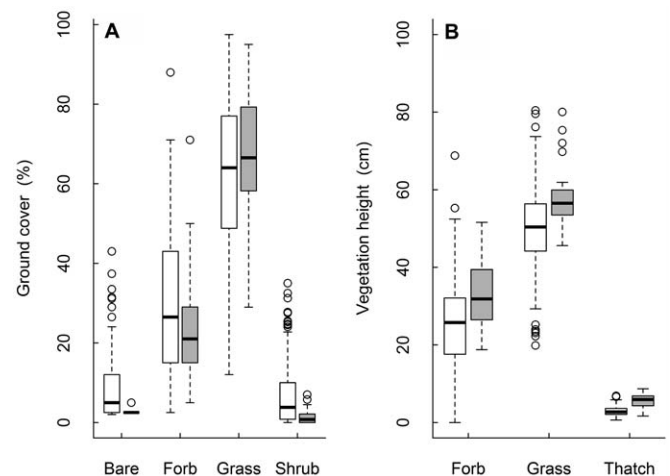 A
Ground cover (%)
100
80
60
40
20
0
Bare Forb Grass Shrub
B
Vegetation height (cm)
100
80
60
40
20
0
Forb Grass Thatch